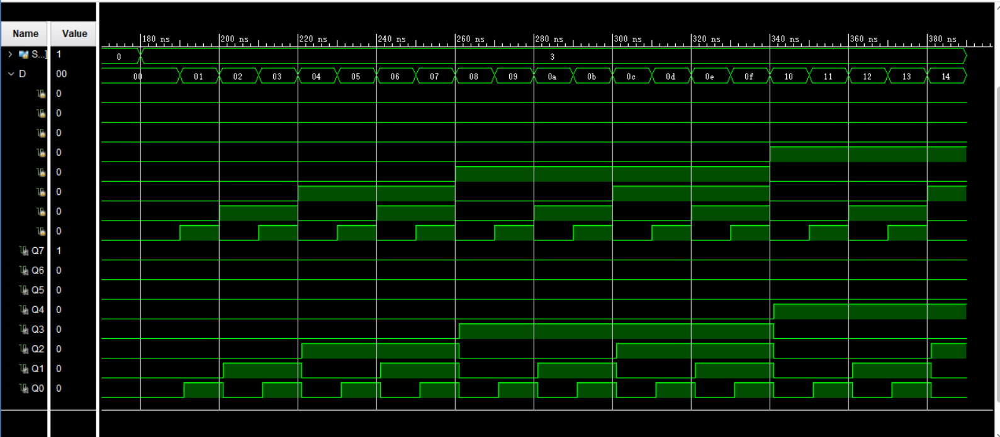 Name Value
180 ns 200 ns 220 ns 240 ns 260 ns 280 ns 300 ns 320 ns 340 ns 360 ns 380 ns
S...] 1 0 3
D 00 00 01 02 03 04 05 06 07 08 09 0a 0b 0c 0d 0e 0f 10 11 12 13 14
0
0
0
0
0
0
0
0
Q7 1
Q6 0
Q5 0
Q4 0
Q3 0
Q2 0
Q1 0
Q0 0